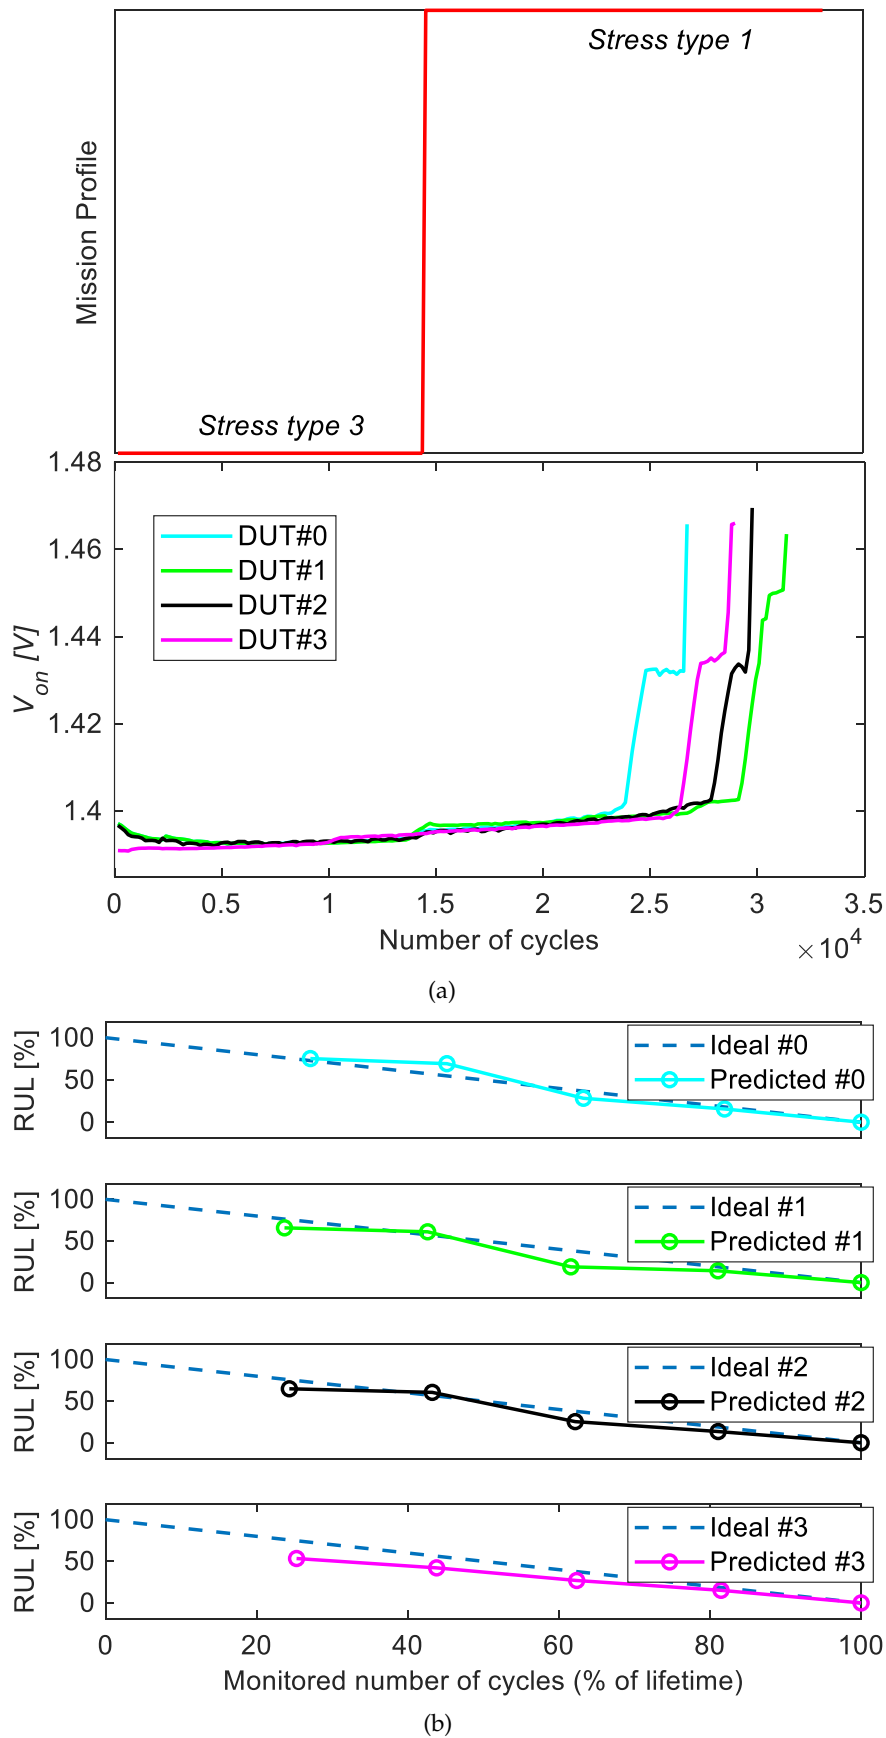 Stress type 1
Mission Profile
Stress type 3
1.48
1.46
1.44
1.42
1.4
V_on [V]
DUT#0
DUT#1
DUT#2
DUT#3
0 0.5 1 1.5 2 2.5 3 3.5
Number of cycles
×10^4
(a)
RUL [%]
100
50
0
Ideal #0
Predicted #0
RUL [%]
100
50
0
Ideal #1
Predicted #1
RUL [%]
100
50
0
Ideal #2
Predicted #2
RUL [%]
100
50
0
Ideal #3
Predicted #3
0 20 40 60 80 100
Monitored number of cycles (% of lifetime)
(b)